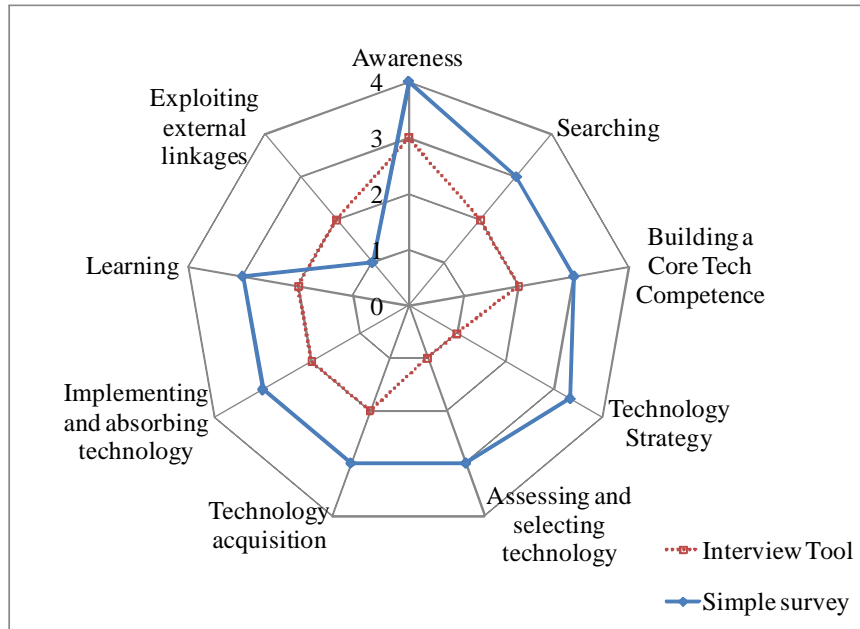 Awareness
4
3
2
1
0
Searching
Building a
Core Tech
Competence
Technology
Strategy
Assessing and
selecting
technology
Technology
acquisition
Implementing
and absorbing
technology
Learning
Exploiting
external
linkages
Interview Tool
Simple survey